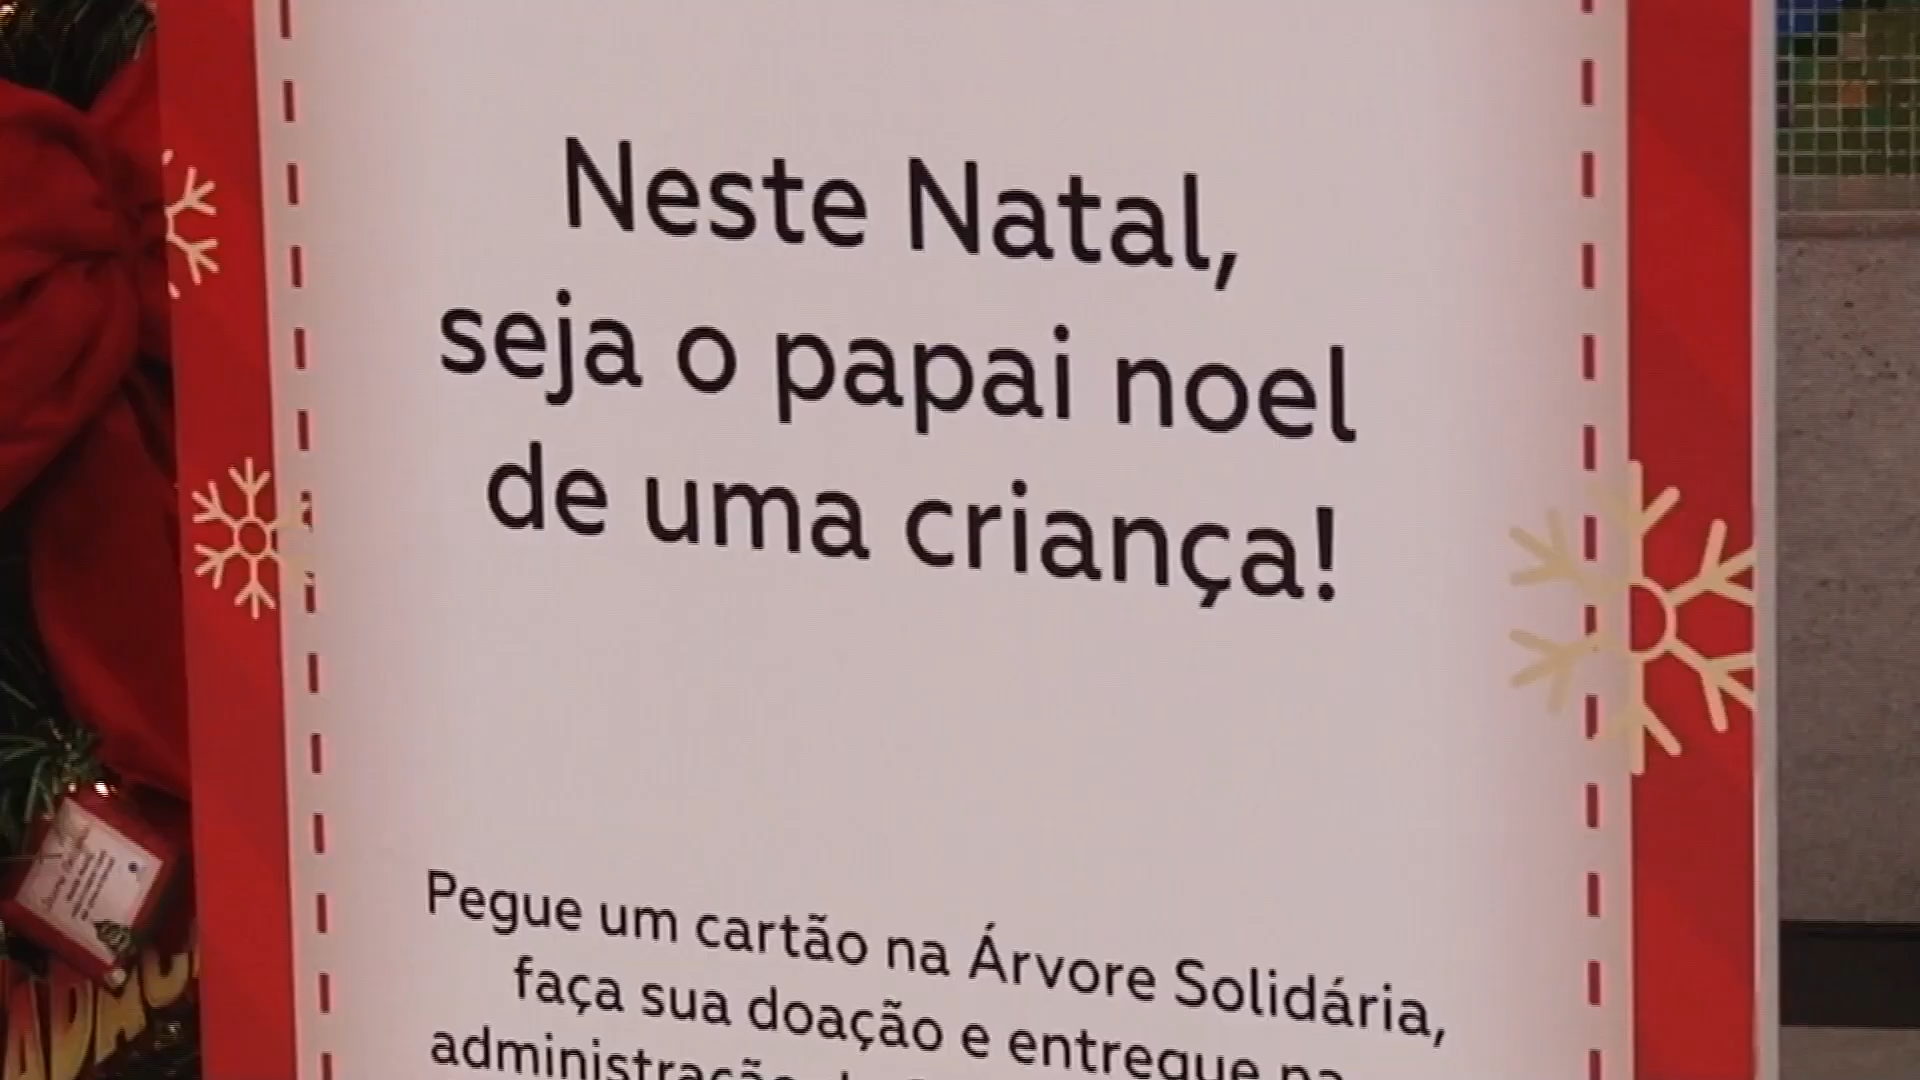 Neste Natal,
seja o papai noel
de uma criança!
Pegue um cartão na Árvore Solidária,
faça sua doação e entregue na
administração